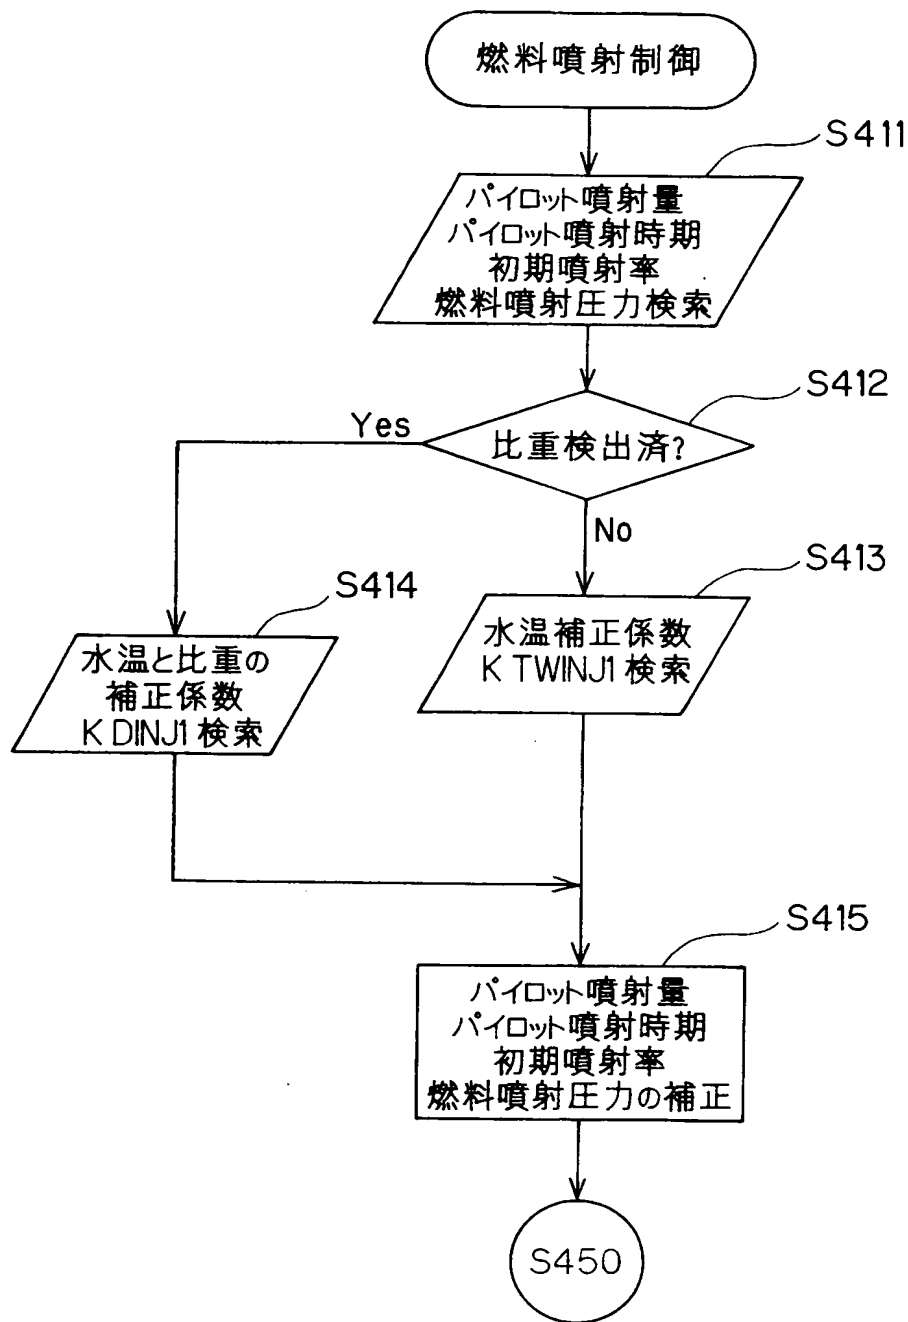 燃料噴射制御
S411
パイロット噴射量
パイロット噴射時期
初期噴射率
燃料噴射圧力検索
S412
Yes
比重検出済?
No
S413
S414
水温補正係数
K TWINJ1 検索
水温と比重の
補正係数
K DINJ1 検索
S415
パイロット噴射量
パイロット噴射時期
初期噴射率
燃料噴射圧力の補正
S450